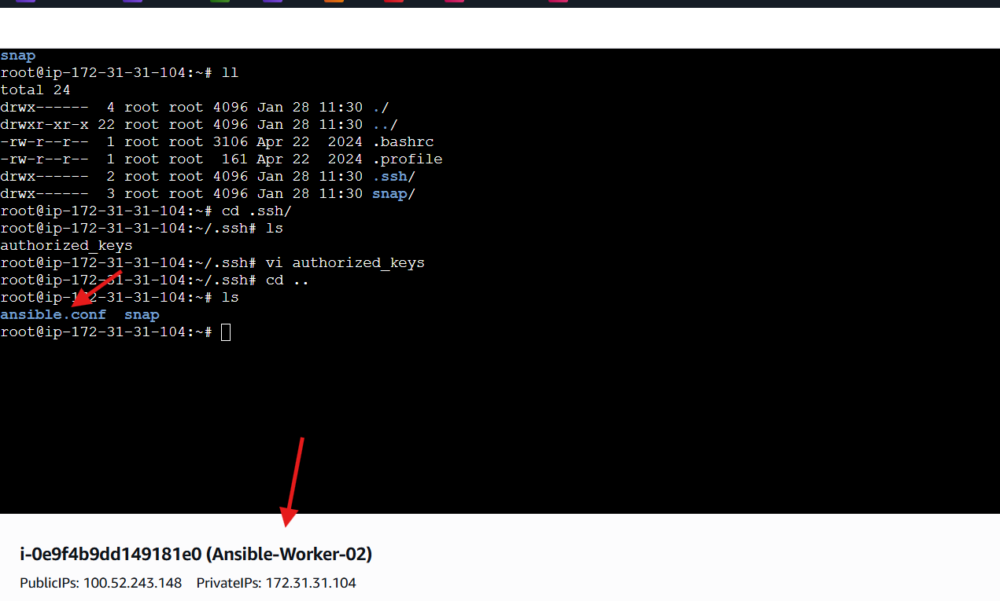 snap
root@ip-172-31-31-104:~# ll
total 24
drwx------  4 root root 4096 Jan 28 11:30 ./
drwxr-xr-x 22 root root 4096 Jan 28 11:30 ../
-rw-r--r--  1 root root 3106 Apr 22  2024 .bashrc
-rw-r--r--  1 root root  161 Apr 22  2024 .profile
drwx------  2 root root 4096 Jan 28 11:30 .ssh/
drwx------  3 root root 4096 Jan 28 11:30 snap/
root@ip-172-31-31-104:~# cd .ssh/
root@ip-172-31-31-104:~/.ssh# ls
authorized_keys
root@ip-172-31-31-104:~/.ssh# vi authorized_keys
root@ip-172-31-31-104:~/.ssh# cd ..
root@ip-172-31-31-104:~# ls
ansible.conf  snap
root@ip-172-31-31-104:~#
i-0e9f4b9dd149181e0 (Ansible-Worker-02)
PublicIPs: 100.52.243.148 PrivateIPs: 172.31.31.104